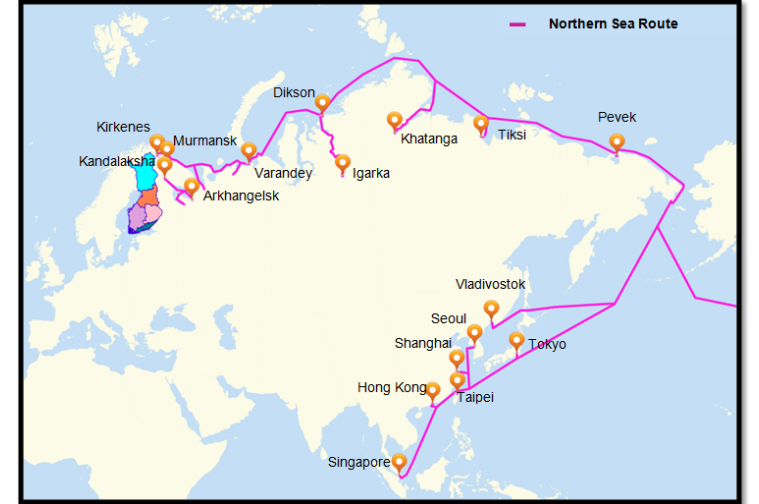 Northern Sea Route
Dikson
Pevek
Kirkenes
Murmansk
Khatanga
Tiksi
Kandalaksha
Varandey
Igarka
Arkhangelsk
Vladivostok
Seoul
Shanghai
Tokyo
Hong Kong
Taipei
Singapore